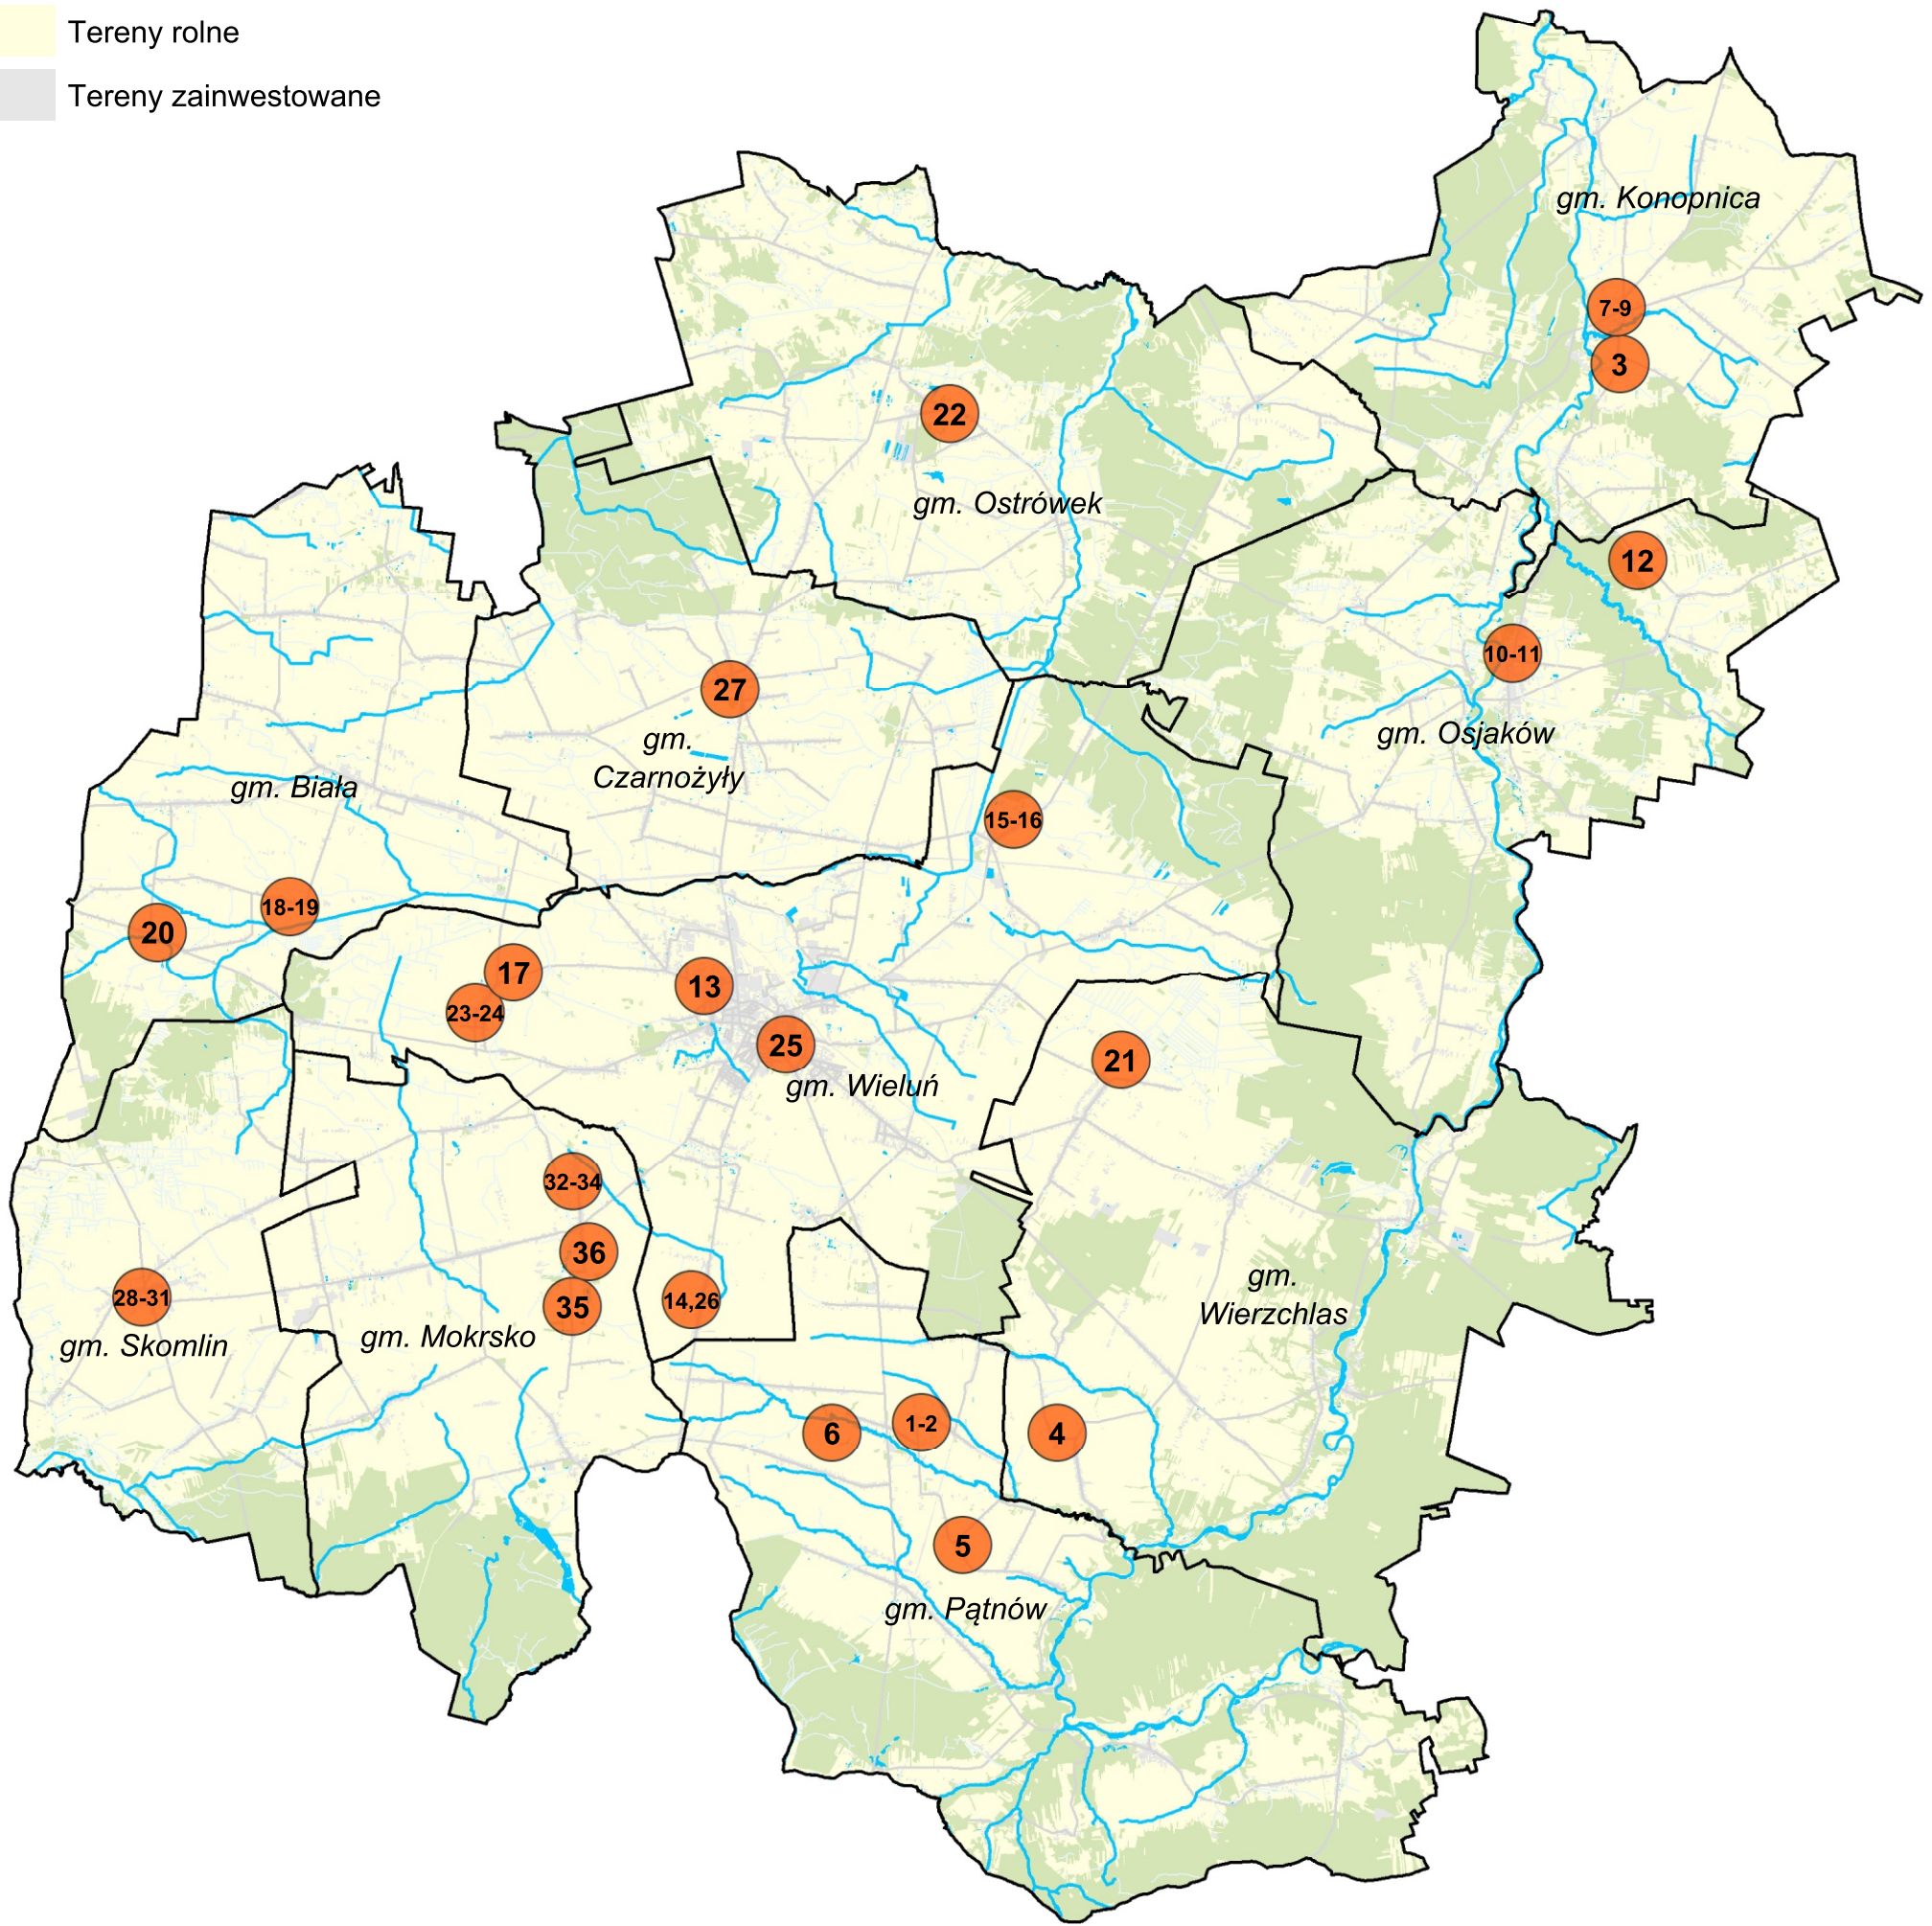 Tereny rolne
Tereny zainwestowane
gm. Konopnica
7-9
3
22
gm. Ostrówek
12
10-11
27
gm. Osjaków
gm.
Czarnożyły
gm. Biała
15-16
18-19
20
17
13
23-24
25
21
gm. Wieluń
32-34
36
gm.
Wierzchlas
28-31
14,26
35
gm. Skomlin
gm. Mokrsko
1-2
6
4
5
gm. Pątnów